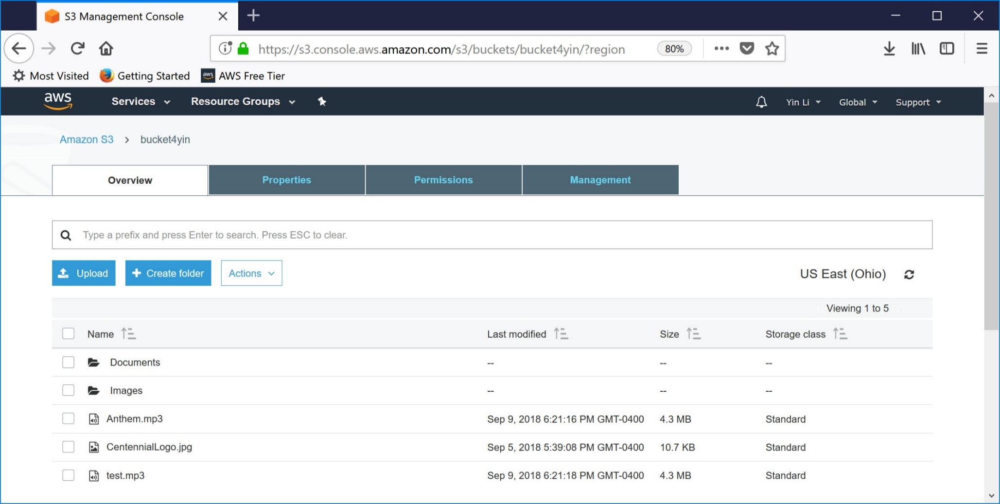 S3 Management Console
https://s3.console.aws.amazon.com/s3/buckets/bucket4yin/?region 80%
Most Visited Getting Started aws AWS Free Tier
aws Services Resource Groups Yin Li Global Support
Amazon S3 > bucket4yin
Overview Properties Permissions Management
Type a prefix and press Enter to search. Press ESC to clear.
Upload + Create folder Actions US East (Ohio)
Viewing 1 to 5
Name Last modified Size Storage class
Documents -- -- --
Images -- -- --
Anthem.mp3 Sep 9, 2018 6:21:16 PM GMT-0400 4.3 MB Standard
CentennialLogo.jpg Sep 5, 2018 5:39:08 PM GMT-0400 10.7 KB Standard
test.mp3 Sep 9, 2018 6:21:18 PM GMT-0400 4.3 MB Standard